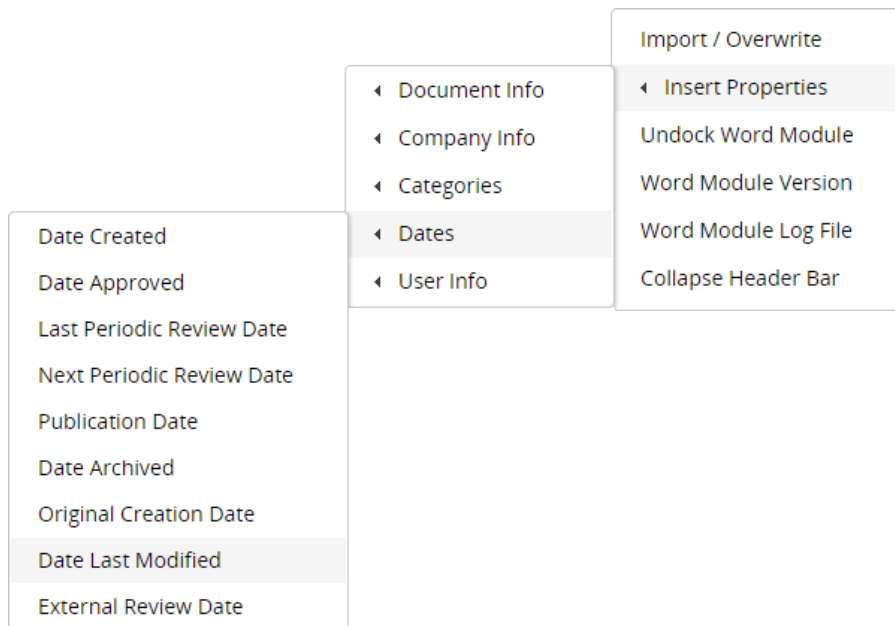 Import / Overwrite
Insert Properties
Undock Word Module
Word Module Version
Word Module Log File
Collapse Header Bar
Document Info
Company Info
Categories
Dates
User Info
Date Created
Date Approved
Last Periodic Review Date
Next Periodic Review Date
Publication Date
Date Archived
Original Creation Date
Date Last Modified
External Review Date